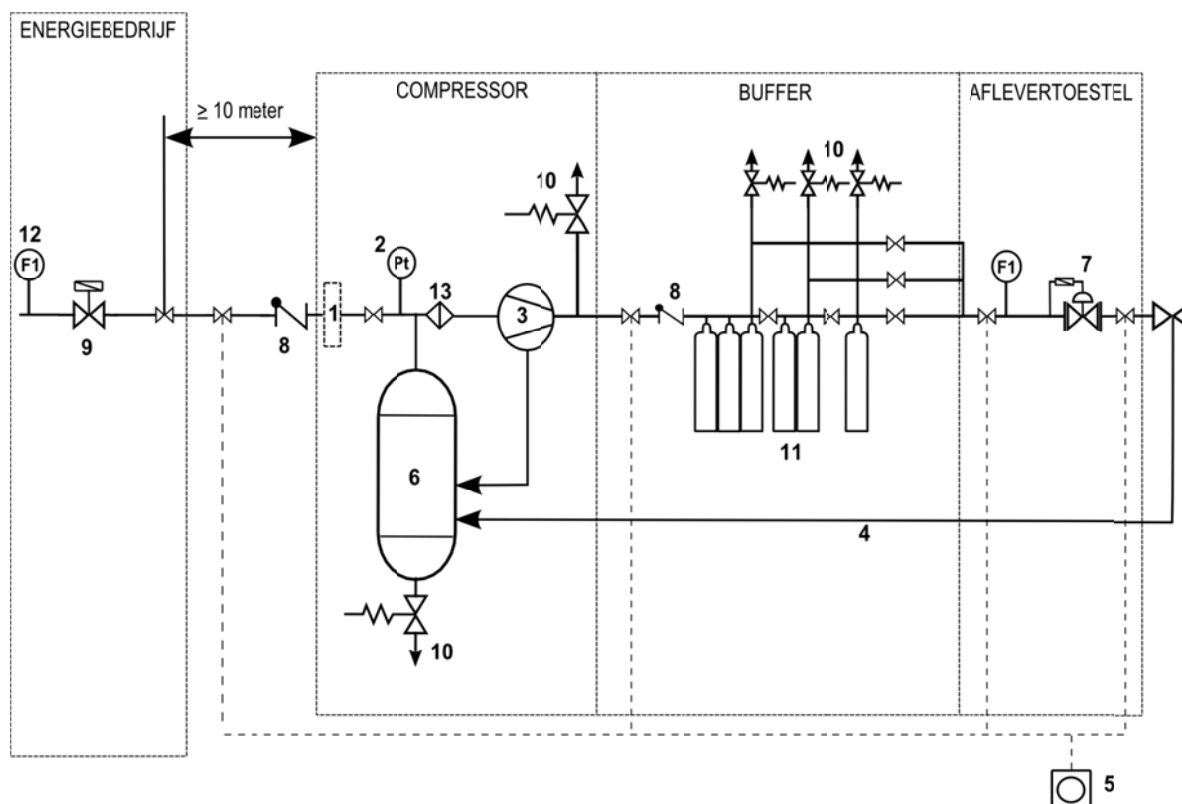 ENERGIEBEDRIJF
COMPRESSOR
BUFFER
AFLEVERTOESTEL
≥ 10 meter
10
10
12
F1
2
Pt
13
F1
7
9
8
1
3
8
6
11
4
10
5